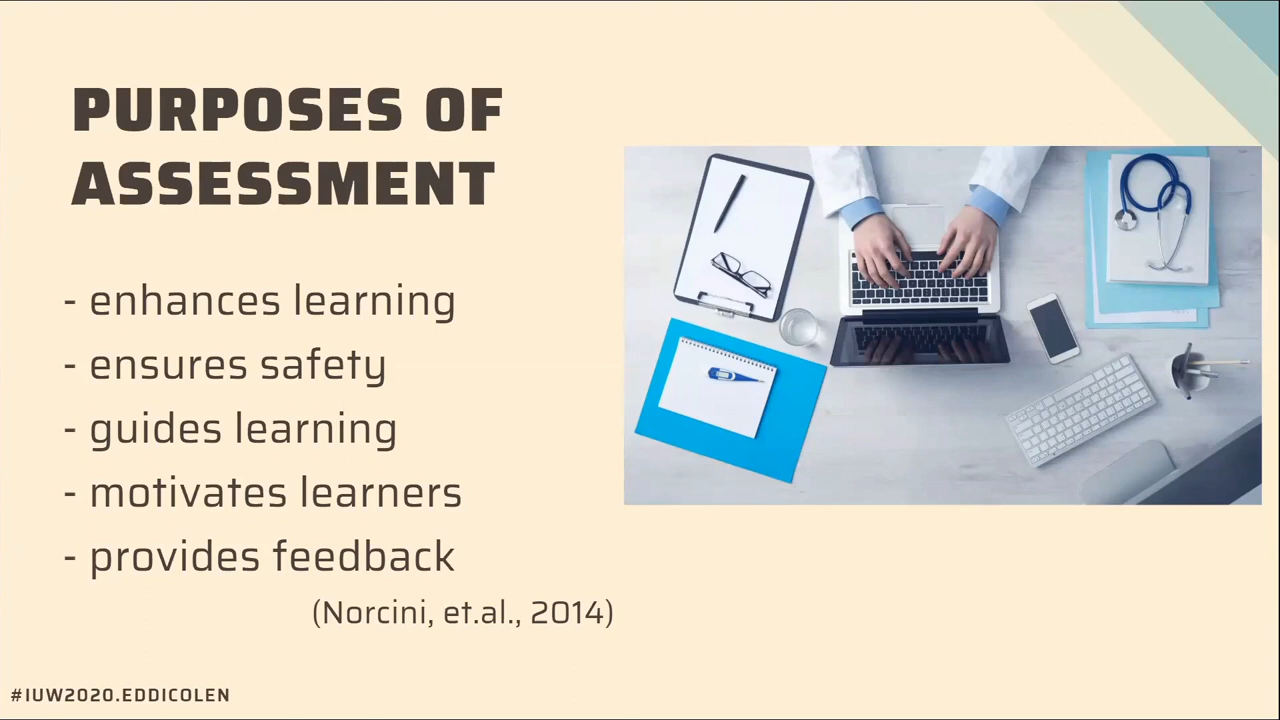 PURPOSES OF
ASSESSMENT
- enhances learning
- ensures safety
- guides learning
- motivates learners
- provides feedback
(Norcini, et.al., 2014)
#IUW2020.EDDICOLEN